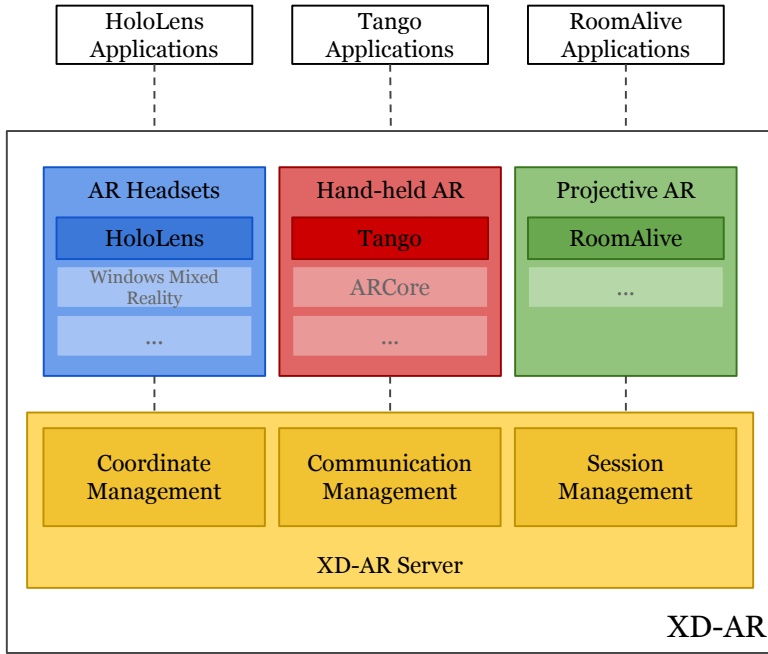 HoloLens
Applications
Tango
Applications
RoomAlive
Applications
AR Headsets
HoloLens
Windows Mixed
Reality
...
Hand-held AR
Tango
ARCore
...
Projective AR
RoomAlive
...
Coordinate
Management
Communication
Management
Session
Management
XD-AR Server
XD-AR